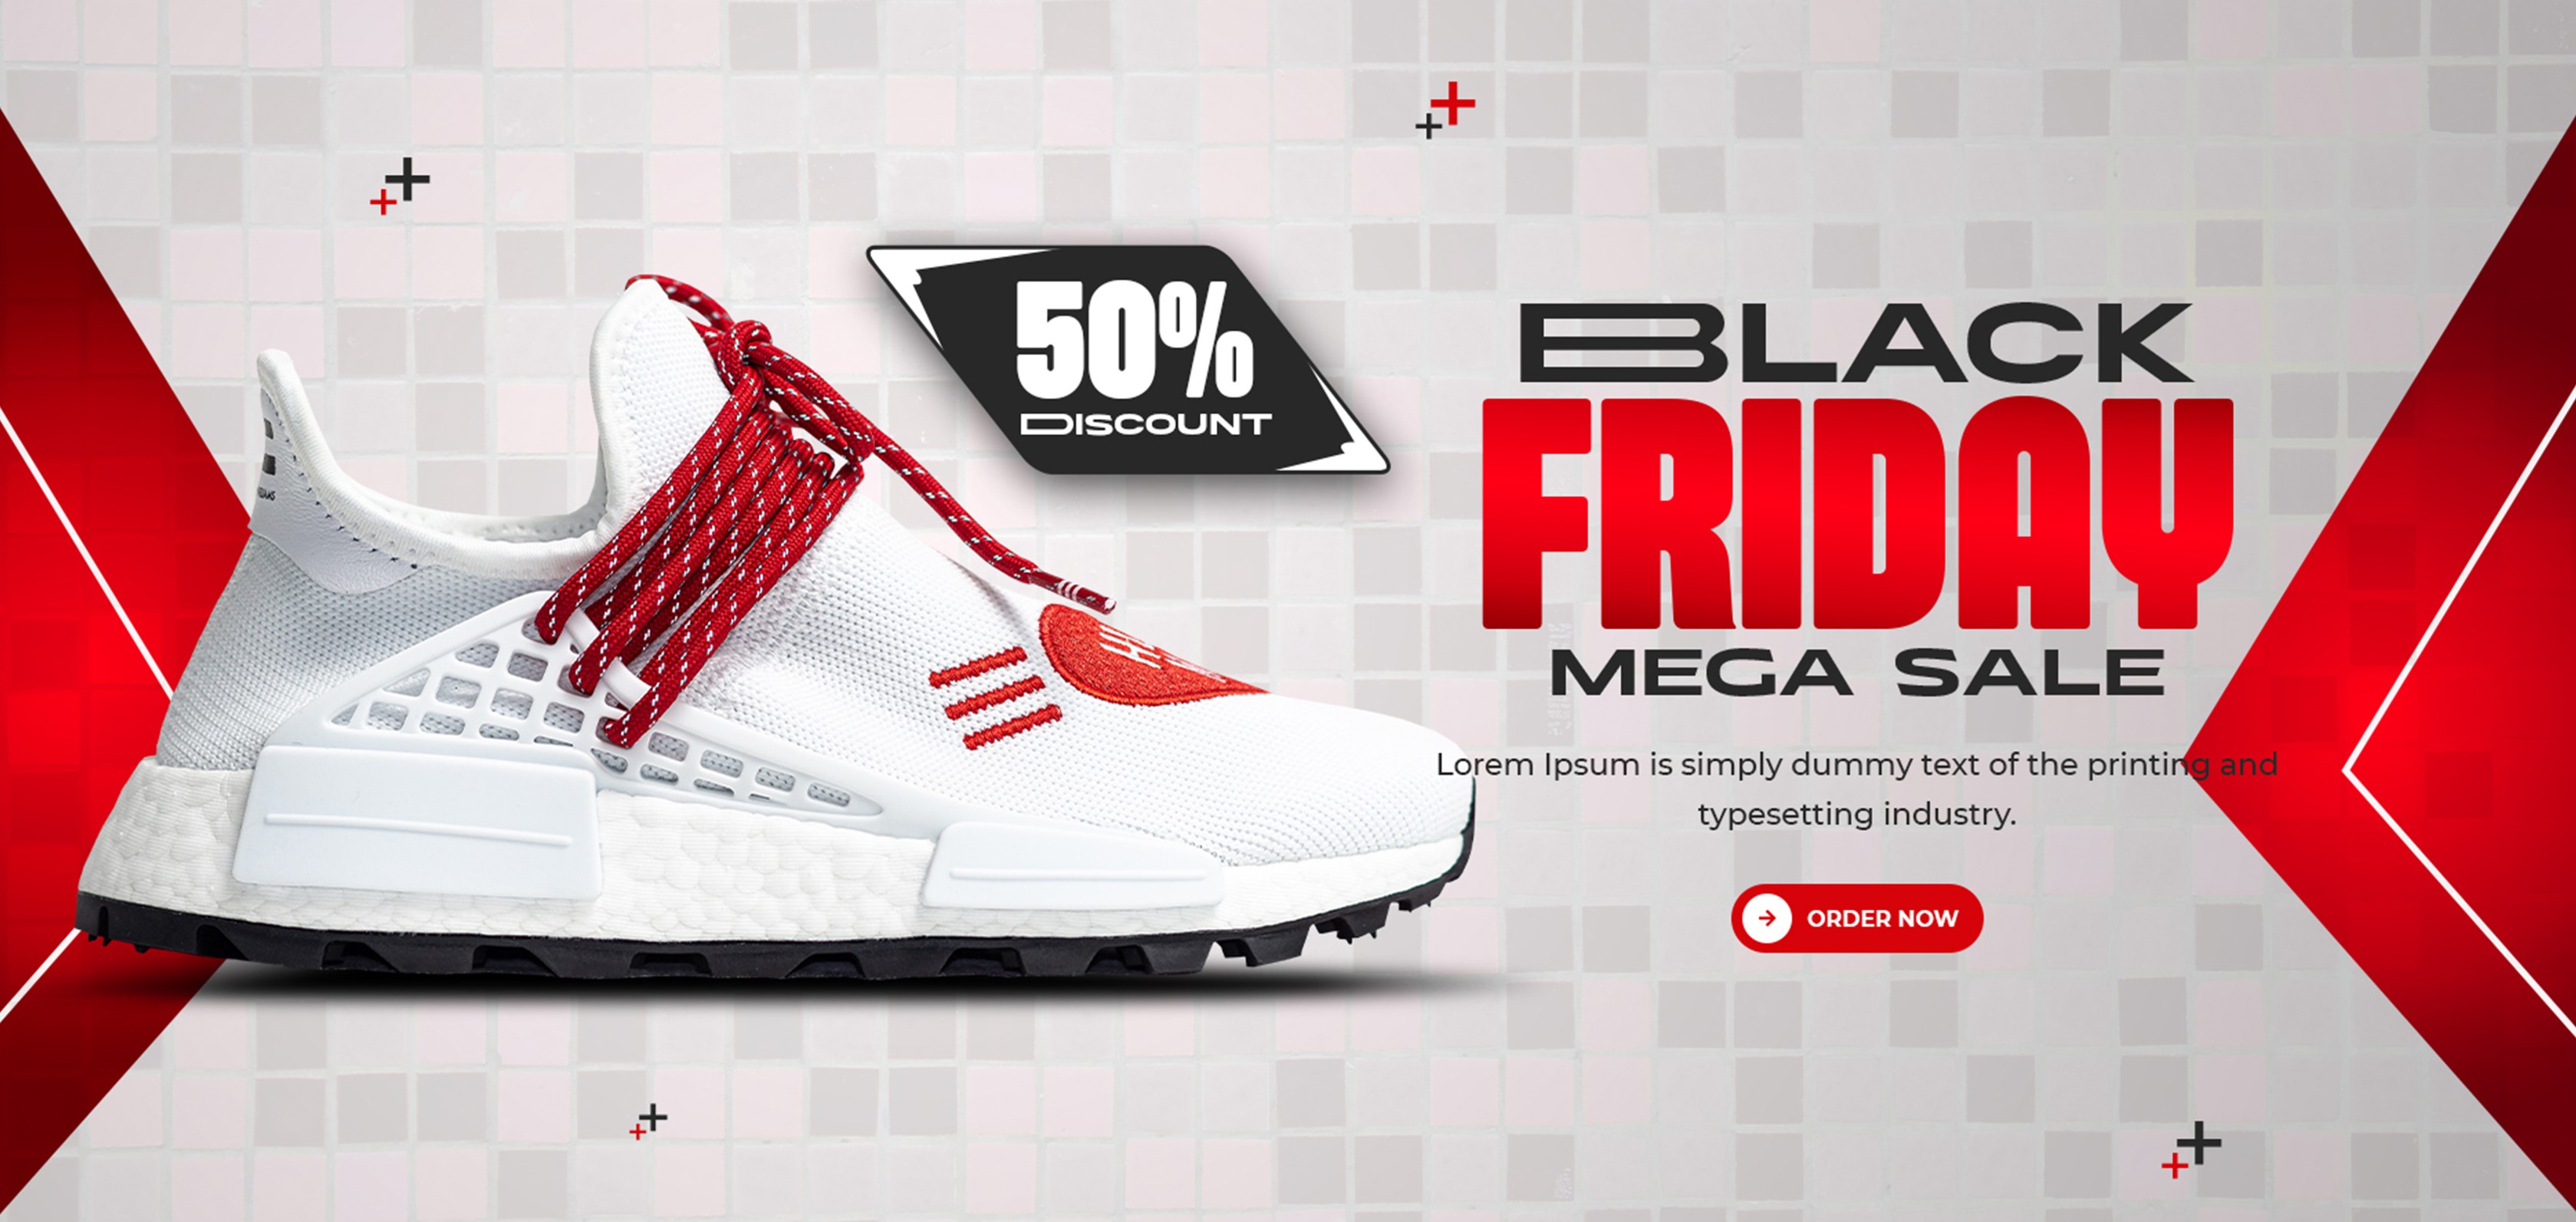 50%
DISCOUNT
BLACK
FRIDAY
MEGA SALE
Lorem Ipsum is simply dummy text of the printing and
typesetting industry.
ORDER NOW